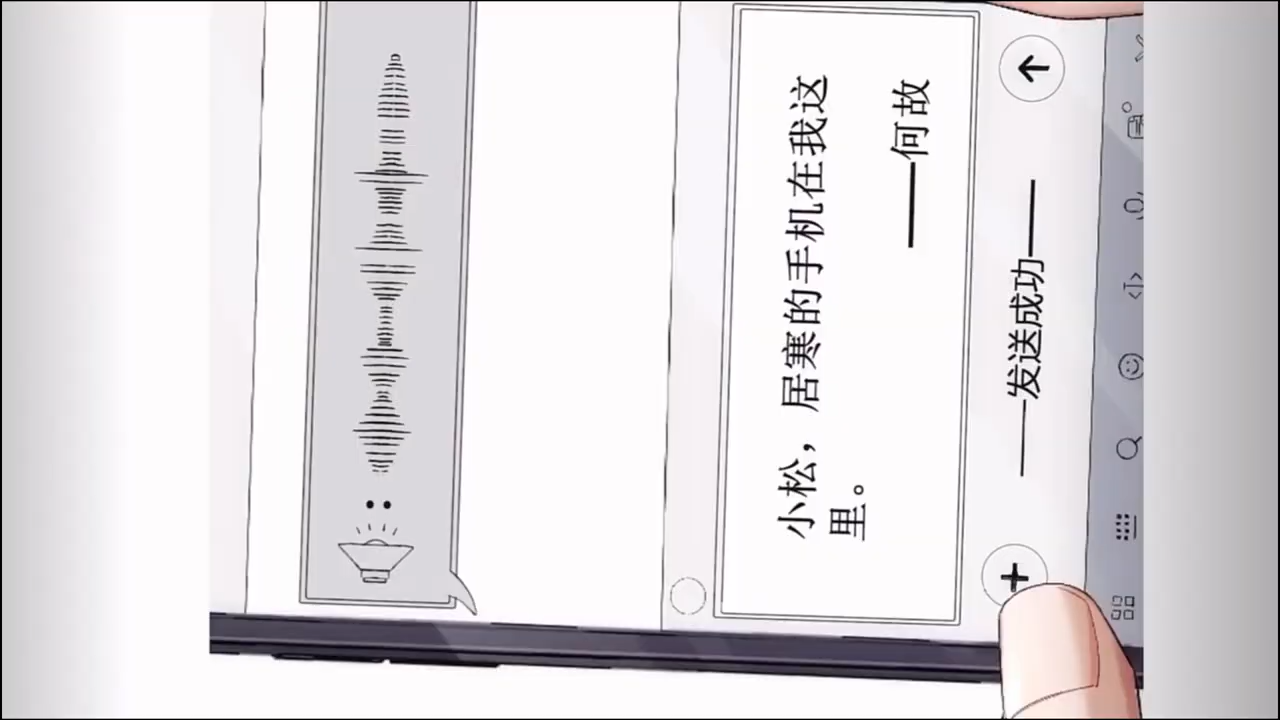 小松，居寒的手机在我这
里。
——何故
——发送成功——